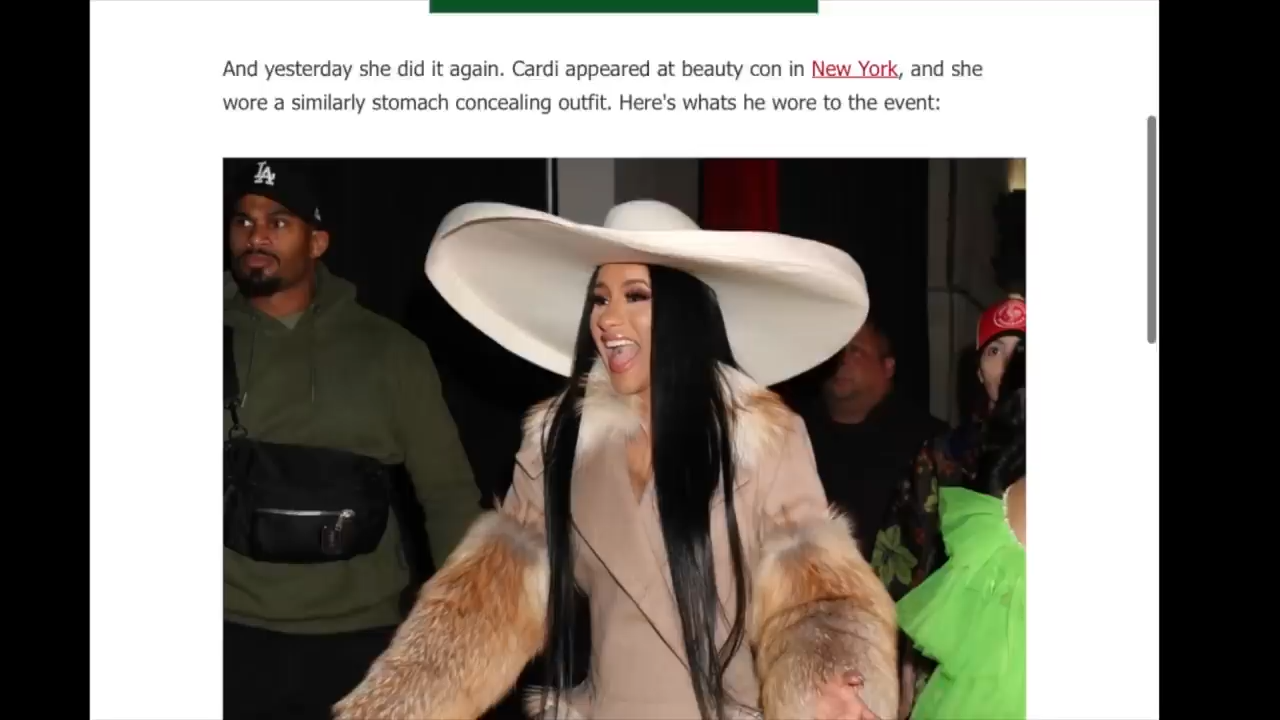 And yesterday she did it again. Cardi appeared at beauty con in New York, and she
wore a similarly stomach concealing outfit. Here's whats he wore to the event:
LA